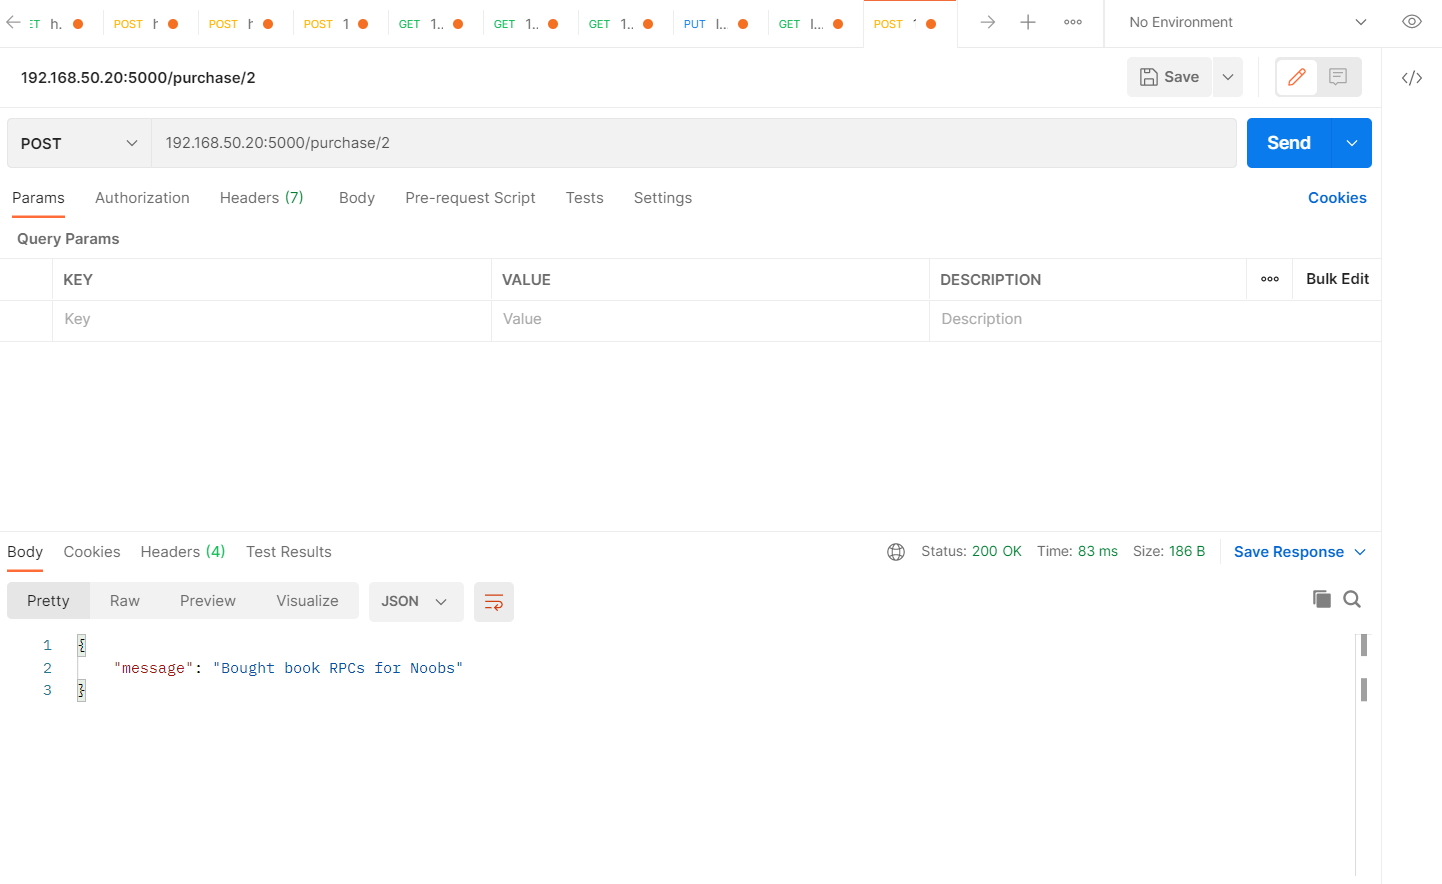 ET h. POST h POST h POST 1 GET 1.. GET 1.. GET 1.. PUT l... GET l... POST No Environment
192.168.50.20:5000/purchase/2 Save
POST 192.168.50.20:5000/purchase/2 Send
Params Authorization Headers (7) Body Pre-request Script Tests Settings Cookies
Query Params
KEY VALUE DESCRIPTION Bulk Edit
Key Value Description
Body Cookies Headers (4) Test Results Status: 200 OK Time: 83 ms Size: 186 B Save Response
Pretty Raw Preview Visualize JSON
1 {
2 "message": "Bought book RPCs for Noobs"
3 }